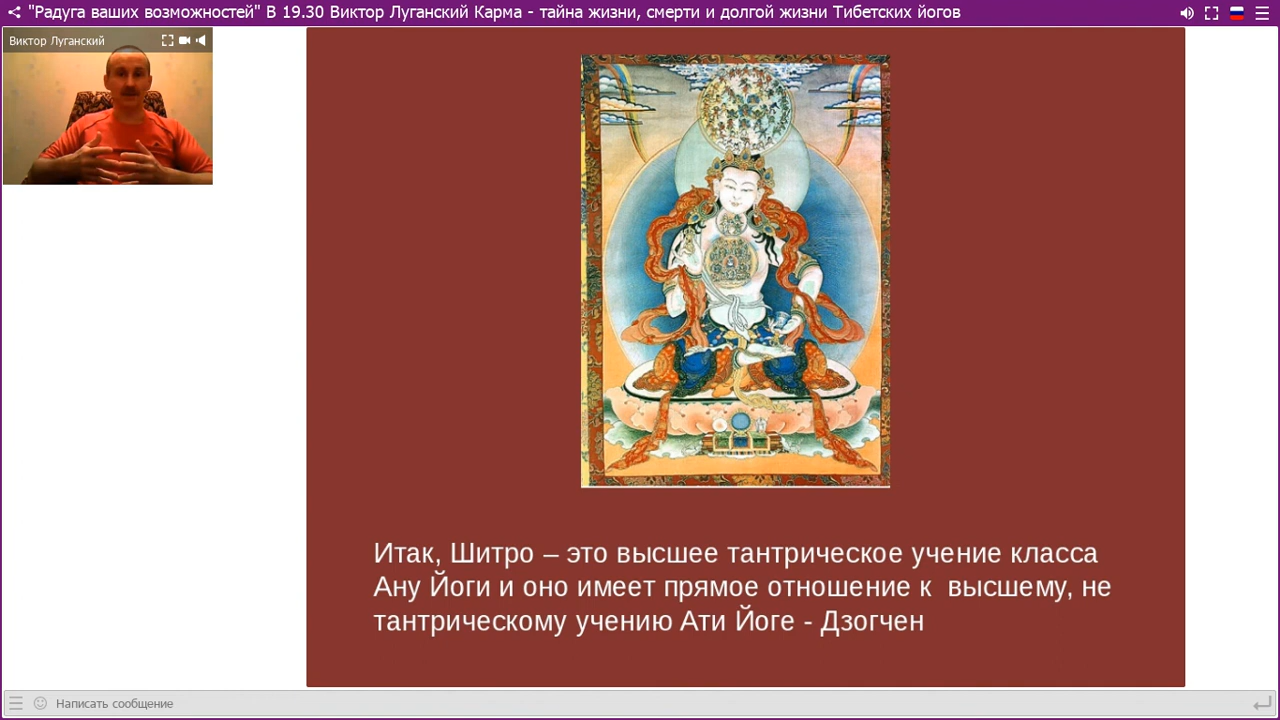 "Радуга ваших возможностей" В 19.30 Виктор Луганский Карма - тайна жизни, смерти и долгой жизни Тибетских йогов
Виктор Луганский
Итак, Шитро – это высшее тантрическое учение класса
Ану Йоги и оно имеет прямое отношение к  высшему, не
тантрическому учению Ати Йоге - Дзогчен
Написать сообщение